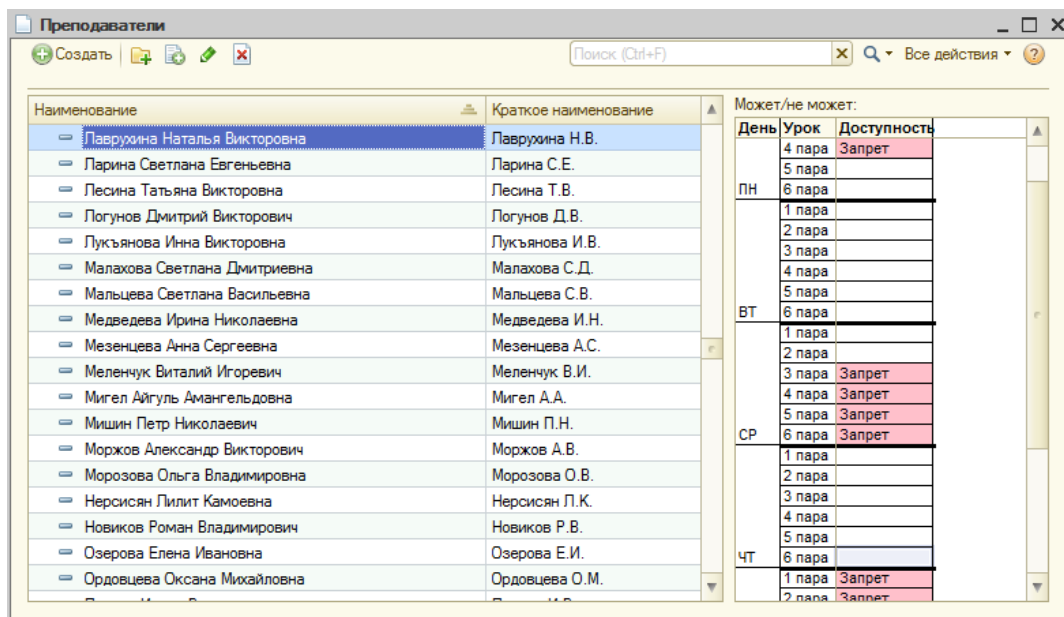 Преподаватели
Создать Поиск (Ctrl+F) Все действия
Наименование Краткое наименование
Лаврухина Наталья Викторовна Лаврухина Н.В.
Ларина Светлана Евгеньевна Ларина С.Е.
Лесина Татьяна Викторовна Лесина Т.В.
Логунов Дмитрий Викторович Логунов Д.В.
Лукъянова Инна Викторовна Лукъянова И.В.
Малахова Светлана Дмитриевна Малахова С.Д.
Мальцева Светлана Васильевна Мальцева С.В.
Медведева Ирина Николаевна Медведева И.Н.
Мезенцева Анна Сергеевна Мезенцева А.С.
Меленчук Виталий Игоревич Меленчук В.И.
Мигел Айгуль Амангельдовна Мигел А.А.
Мишин Петр Николаевич Мишин П.Н.
Моржов Александр Викторович Моржов А.В.
Морозова Ольга Владимировна Морозова О.В.
Нерсисян Лилит Камоевна Нерсисян Л.К.
Новиков Роман Владимирович Новиков Р.В.
Озерова Елена Ивановна Озерова Е.И.
Ордовцева Оксана Михайловна Ордовцева О.М.
Может/не может:
День Урок Доступность
4 пара Запрет
5 пара
ПН 6 пара
1 пара
2 пара
3 пара
4 пара
5 пара
ВТ 6 пара
1 пара
2 пара
3 пара Запрет
4 пара Запрет
5 пара Запрет
СР 6 пара Запрет
1 пара
2 пара
3 пара
4 пара
5 пара
ЧТ 6 пара
1 пара Запрет
2 пара Запрет